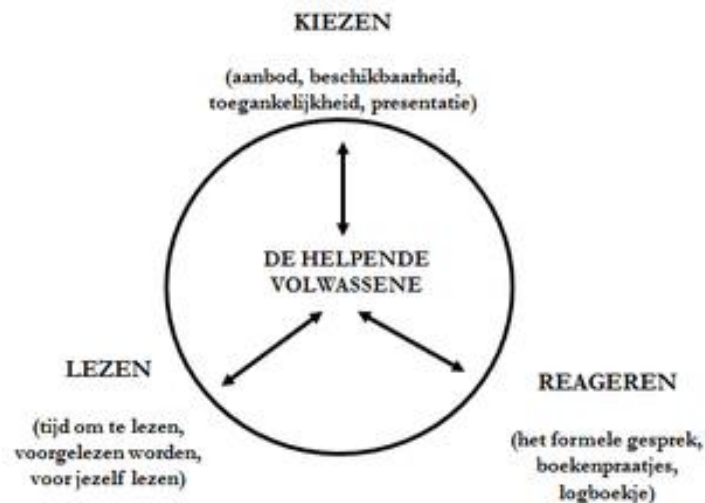 KIEZEN
(aanbod, beschikbaarheid,
toegankelijkheid, presentatie)
DE HELPENDE
VOLWASSENE
LEZEN
(tijd om te lezen,
voorgelezen worden,
voor jezelf lezen)
REAGEREN
(het formele gesprek,
boekenpraatjes,
logboekje)